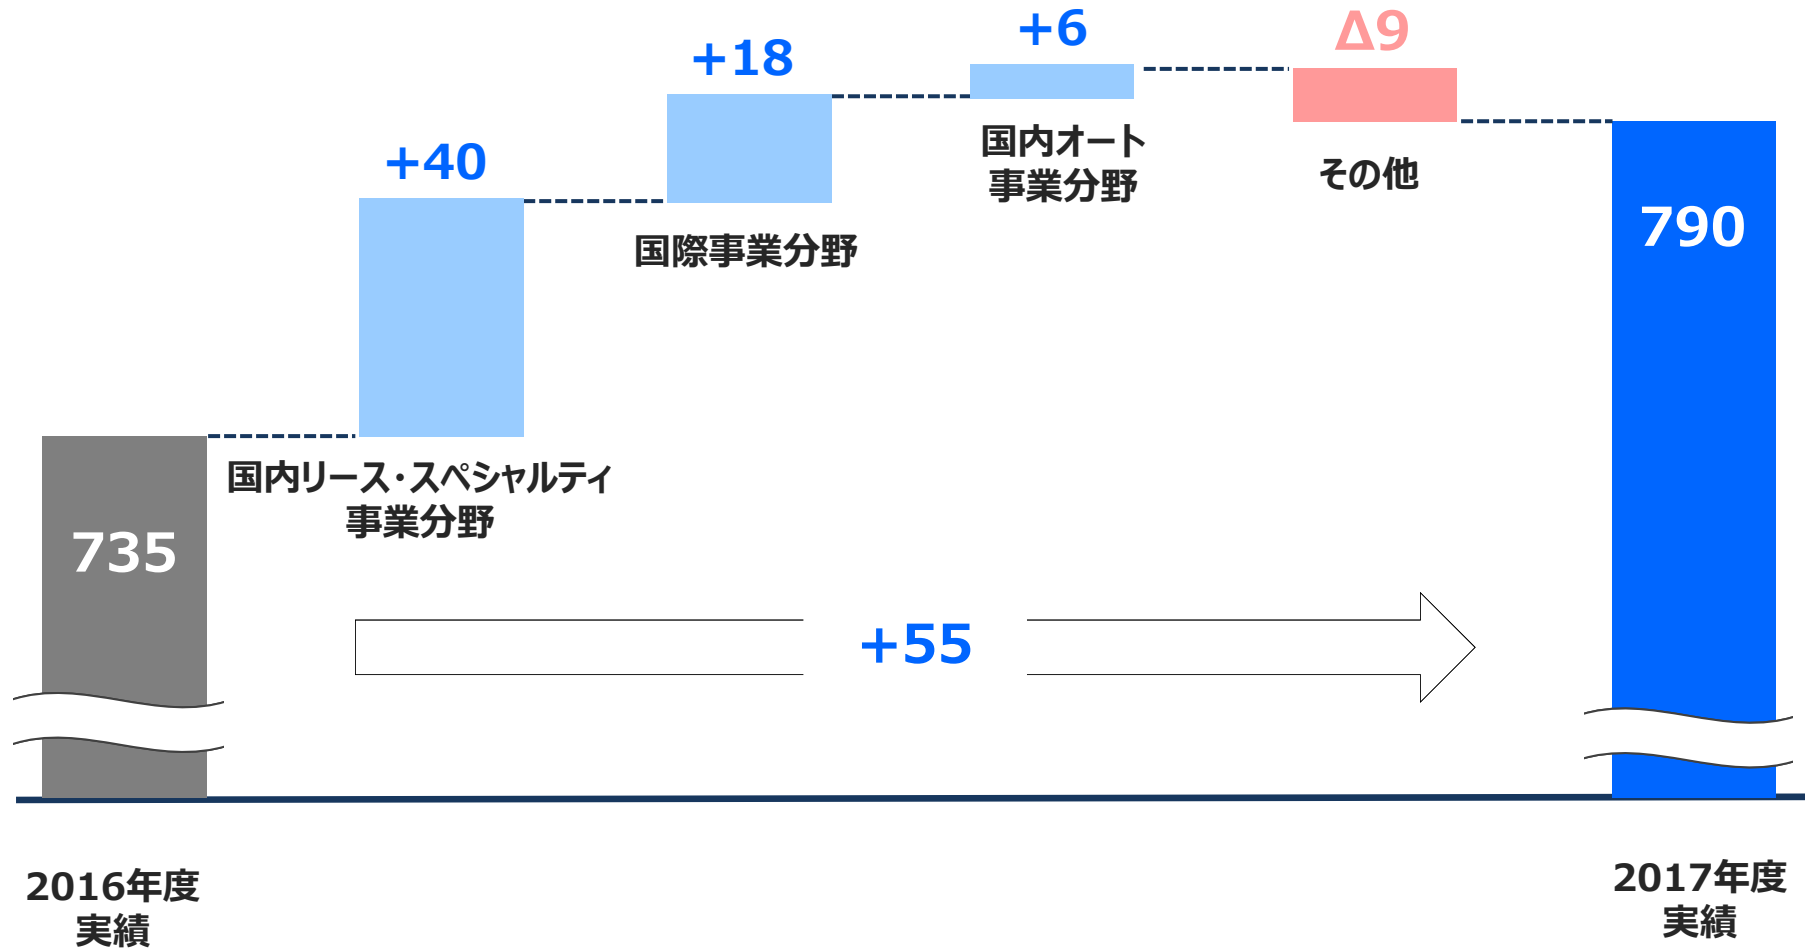 +40
国内リース・スペシャルティ
事業分野
+18
国際事業分野
+6
国内オート
事業分野
Δ9
その他
735
790
+55
2016年度
実績
2017年度
実績